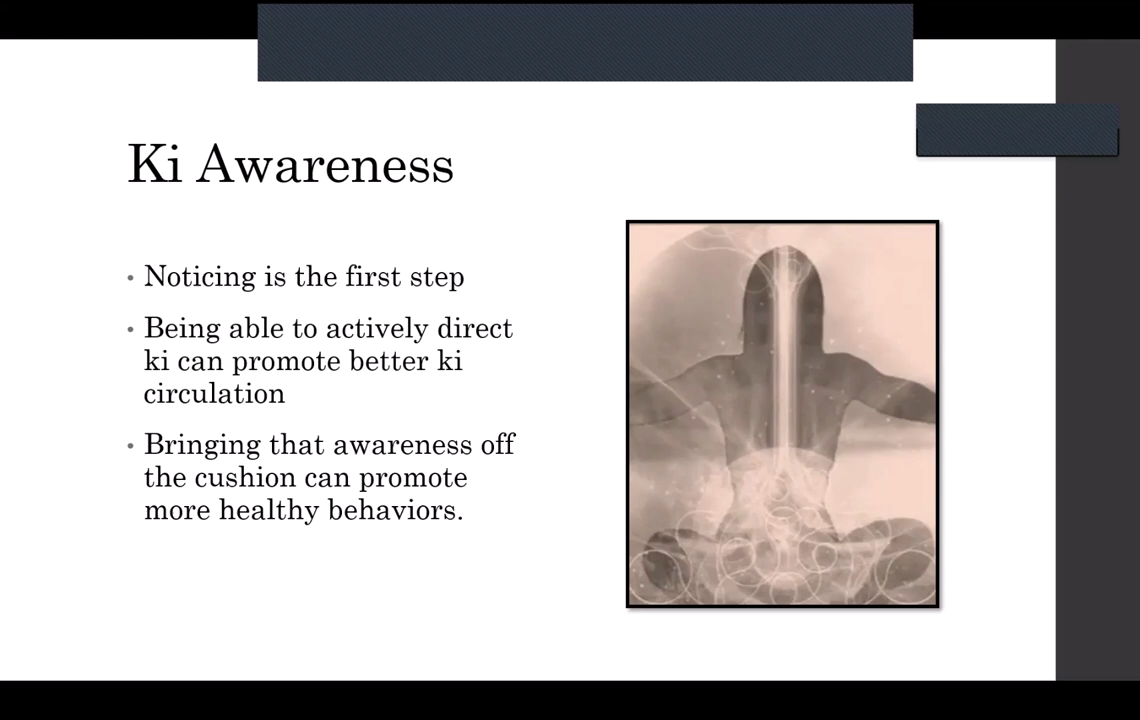 Ki Awareness
• Noticing is the first step
• Being able to actively direct
ki can promote better ki
circulation
• Bringing that awareness off
the cushion can promote
more healthy behaviors.